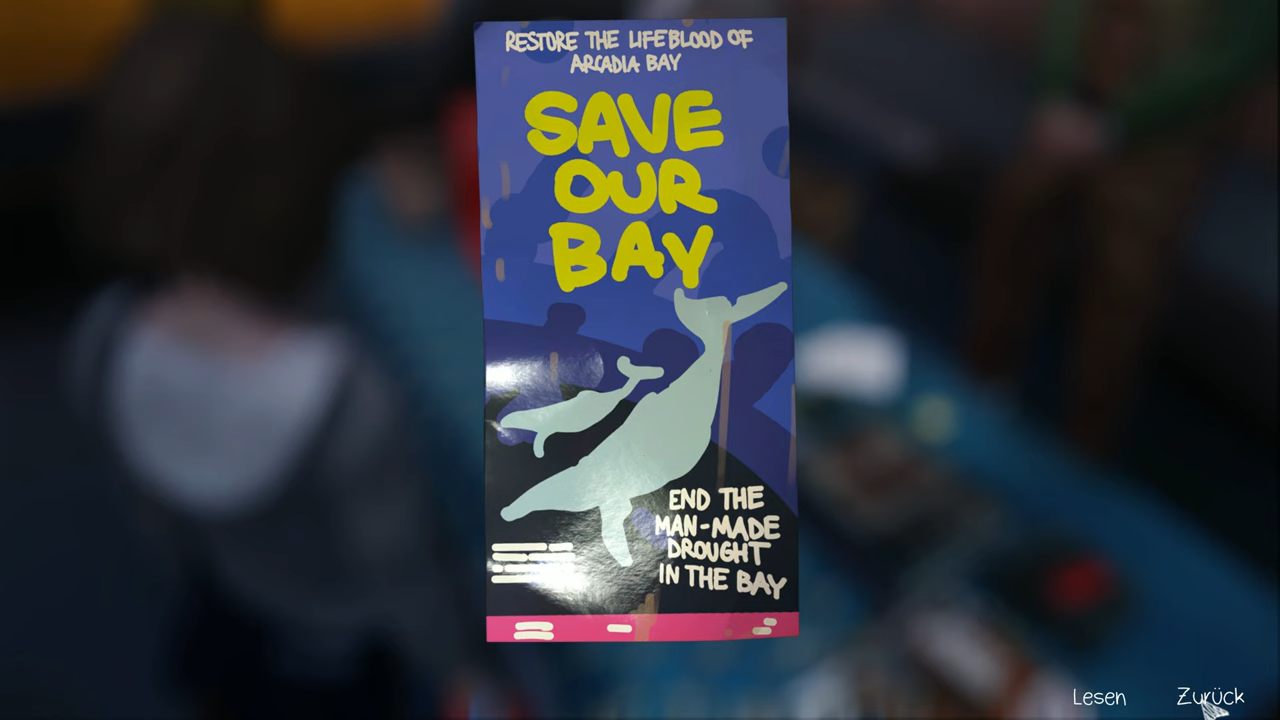 RESTORE THE LIFEBLOOD OF
ARCADIA BAY
SAVE
OUR
BAY
END THE
MAN-MADE
DROUGHT
IN THE BAY
Lesen Zurück